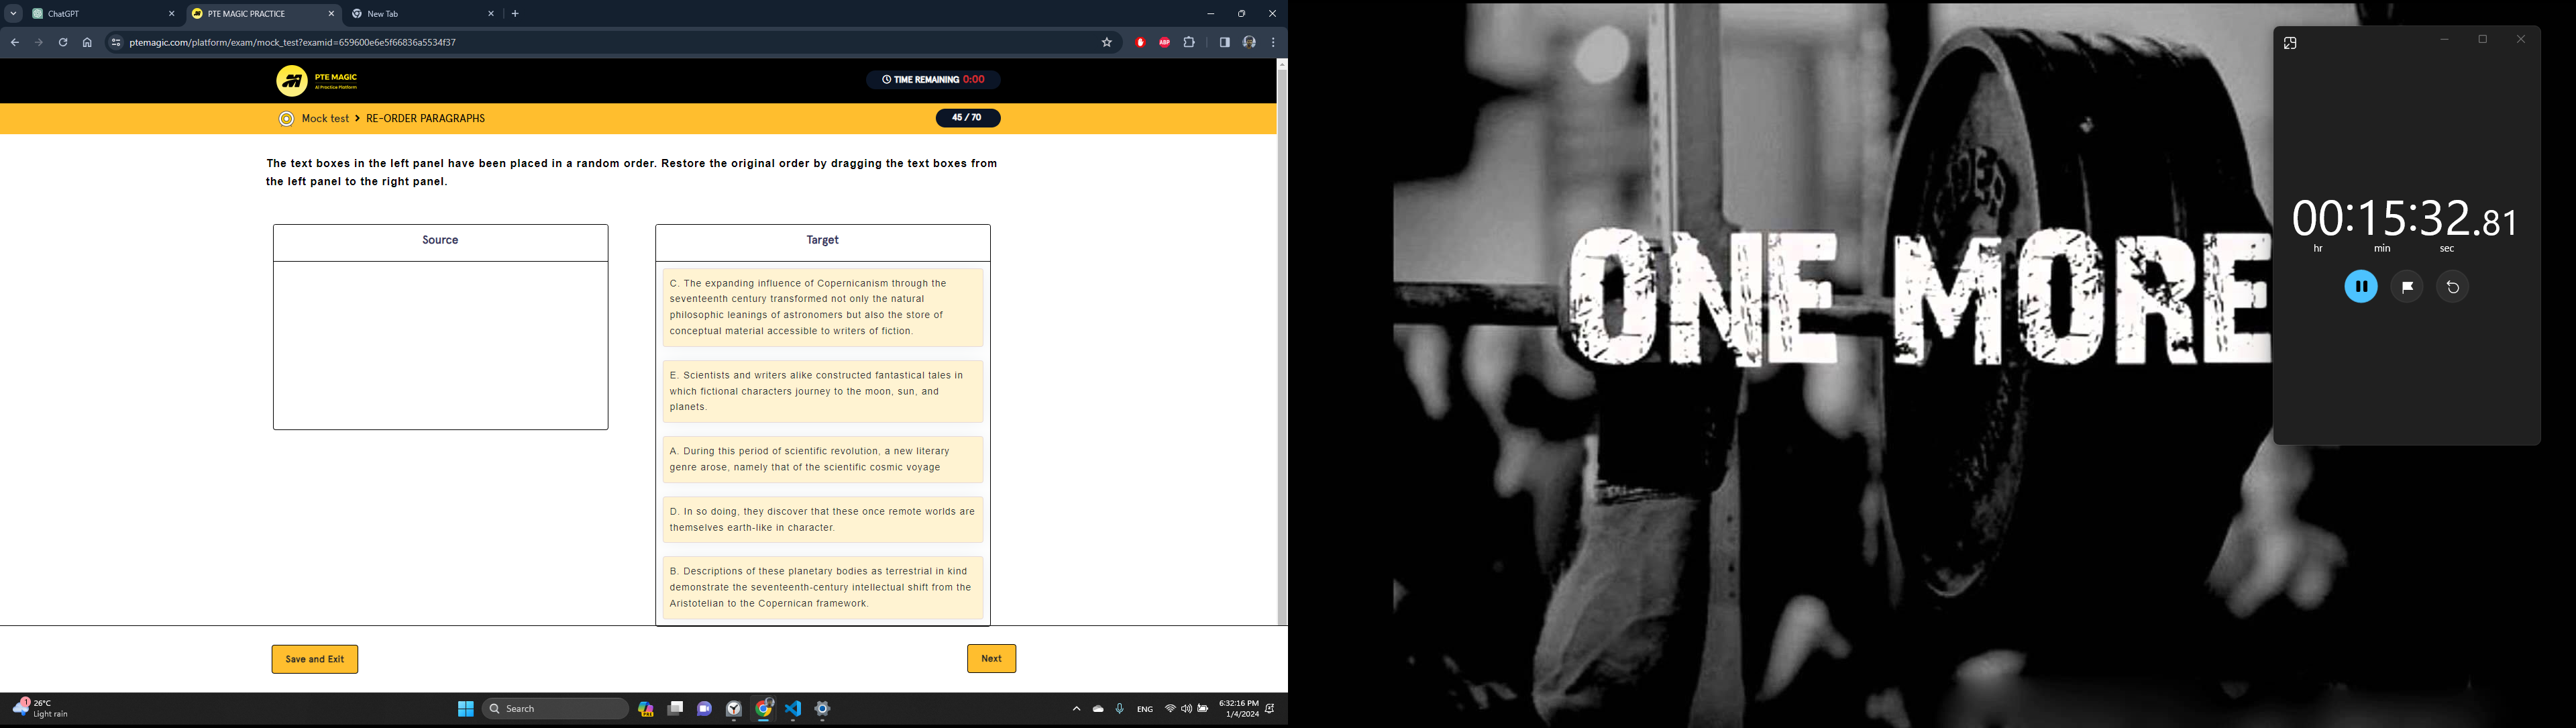 ChatGPT
PTE MAGIC PRACTICE
New Tab
ptemagic.com/platform/exam/mock_test?examid=659600e6e5f66836a5534f37
ABP
PTE MAGIC
AI Practice Platform
TIME REMAINING 0:00
Mock test > RE-ORDER PARAGRAPHS
45 / 70
The text boxes in the left panel have been placed in a random order. Restore the original order by dragging the text boxes from
the left panel to the right panel.
Source
Target
C. The expanding influence of Copernicanism through the
seventeenth century transformed not only the natural
philosophic leanings of astronomers but also the store of
conceptual material accessible to writers of fiction.
E. Scientists and writers alike constructed fantastical tales in
which fictional characters journey to the moon, sun, and
planets.
A. During this period of scientific revolution, a new literary
genre arose, namely that of the scientific cosmic voyage
D. In so doing, they discover that these once remote worlds are
themselves earth-like in character.
B. Descriptions of these planetary bodies as terrestrial in kind
demonstrate the seventeenth-century intellectual shift from the
Aristotelian to the Copernican framework.
Save and Exit
Next
1
26°C
Light rain
Search
ENG
6:32:16 PM
1/4/2024
ONE MORE
00:15:32.81
hr
min
sec